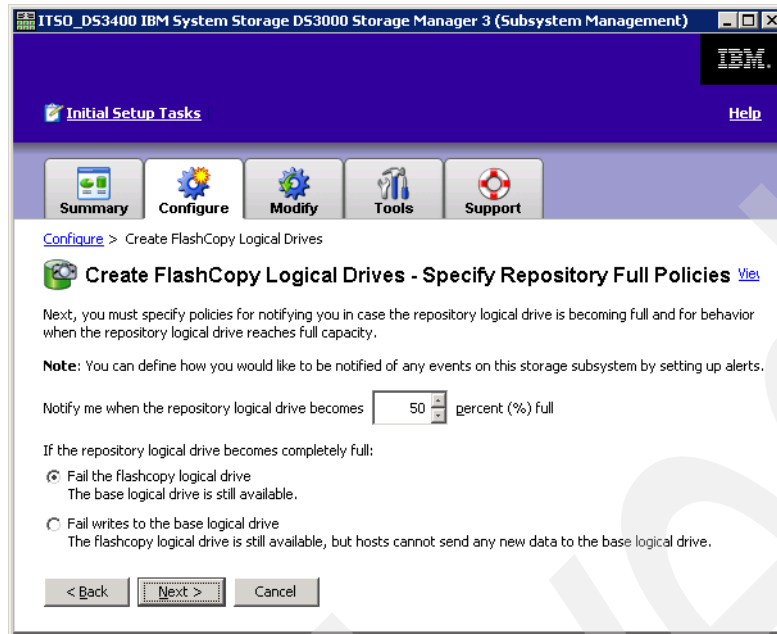 ITSO_DS3400 IBM System Storage DS3000 Storage Manager 3 (Subsystem Management)
IBM.
Initial Setup Tasks
Help
Summary
Configure
Modify
Tools
Support
Configure > Create FlashCopy Logical Drives
Create FlashCopy Logical Drives - Specify Repository Full Policies
Next, you must specify policies for notifying you in case the repository logical drive is becoming full and for behavior
when the repository logical drive reaches full capacity.
Note: You can define how you would like to be notified of any events on this storage subsystem by setting up alerts.
Notify me when the repository logical drive becomes 50 percent (%) full
If the repository logical drive becomes completely full:
Fail the flashcopy logical drive
The base logical drive is still available.
Fail writes to the base logical drive
The flashcopy logical drive is still available, but hosts cannot send any new data to the base logical drive.
< Back
Next >
Cancel